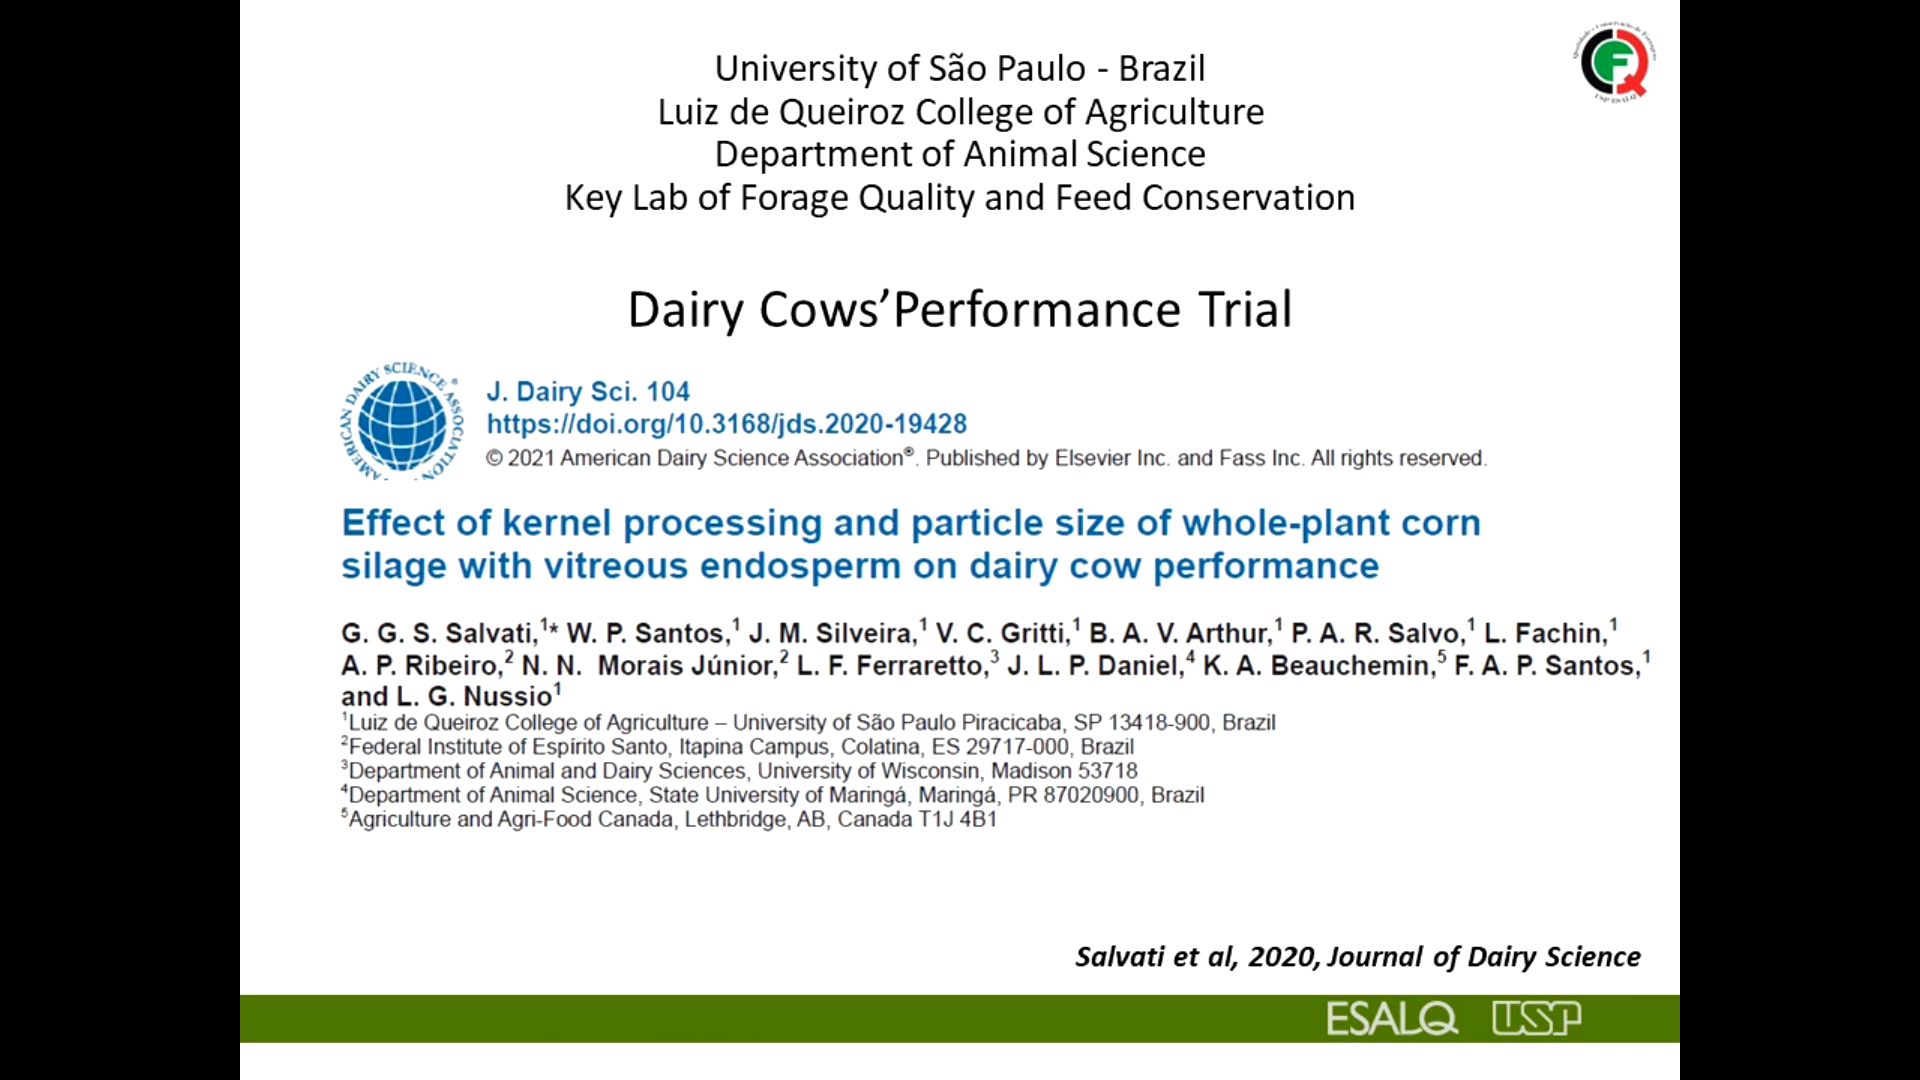 University of São Paulo - Brazil
Luiz de Queiroz College of Agriculture
Department of Animal Science
Key Lab of Forage Quality and Feed Conservation
Dairy Cows’Performance Trial
AMERICAN DAIRY SCIENCE ASSOCIATION®
J. Dairy Sci. 104
https://doi.org/10.3168/jds.2020-19428
© 2021 American Dairy Science Association®. Published by Elsevier Inc. and Fass Inc. All rights reserved.
Effect of kernel processing and particle size of whole-plant corn
silage with vitreous endosperm on dairy cow performance
G. G. S. Salvati,1* W. P. Santos,1 J. M. Silveira,1 V. C. Gritti,1 B. A. V. Arthur,1 P. A. R. Salvo,1 L. Fachin,1
A. P. Ribeiro,2 N. N. Morais Júnior,2 L. F. Ferraretto,3 J. L. P. Daniel,4 K. A. Beauchemin,5 F. A. P. Santos,1
and L. G. Nussio1
1Luiz de Queiroz College of Agriculture – University of São Paulo Piracicaba, SP 13418-900, Brazil
2Federal Institute of Espírito Santo, Itapina Campus, Colatina, ES 29717-000, Brazil
3Department of Animal and Dairy Sciences, University of Wisconsin, Madison 53718
4Department of Animal Science, State University of Maringá, Maringá, PR 87020900, Brazil
5Agriculture and Agri-Food Canada, Lethbridge, AB, Canada T1J 4B1
Salvati et al, 2020, Journal of Dairy Science
ESALQ USP